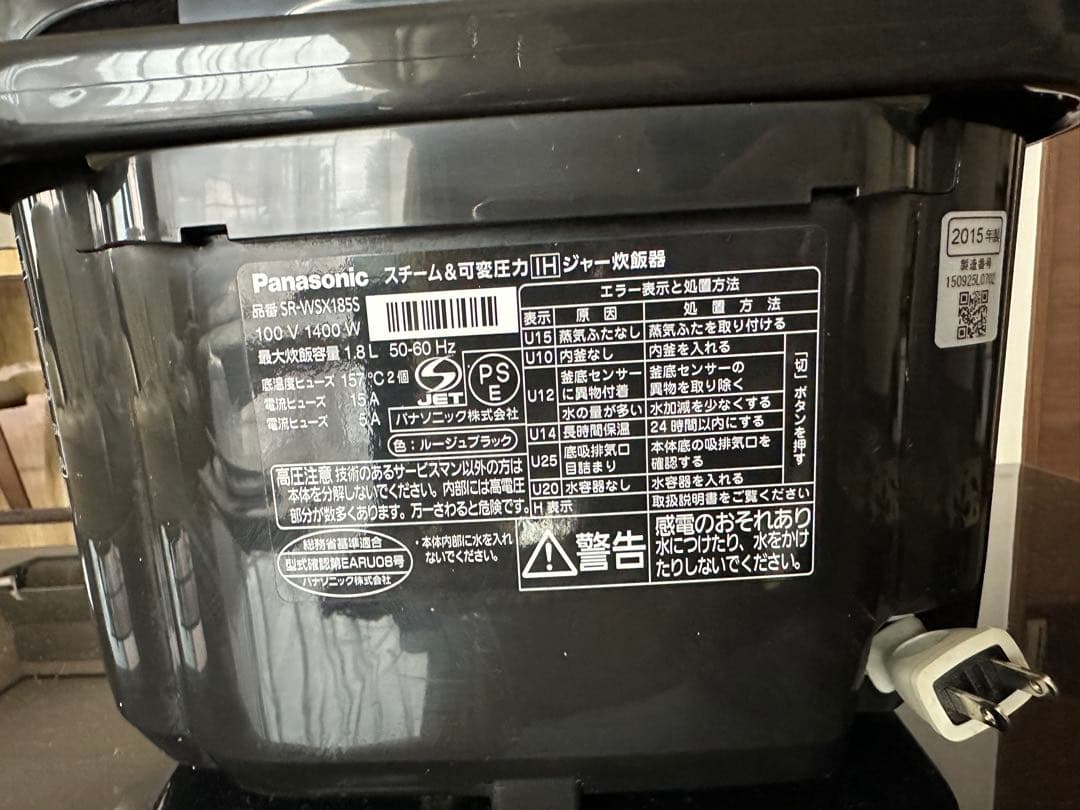 Panasonic スチーム&可変圧力IHジャー炊飯器
品番 SR-WSX185S
100 V 1400 W
最大炊飯容量 1.8 L 50-60 Hz
底温度ヒューズ 157 ℃ 2個
電流ヒューズ 15 A
電流ヒューズ 5 A
S JET
PS E
パナソニック株式会社
色:ルージュブラック
高圧注意 技術のあるサービスマン以外の方は
本体を分解しないでください。内部には高電圧
部分が数多くあります。万一さわると危険です。
総務省基準適合
型式確認第EARU08号
パナソニック株式会社
・本体内部に水を入れ
ないでください。
エラー表示と処置方法
表示 原因 処置方法
U15 蒸気ふたなし 蒸気ふたを取り付ける
U10 内釜なし 内釜を入れる
U12 釜底センサー 釜底センサーの
に異物付着 異物を取り除く
水の量が多い 水加減を少なくする
U14 長時間保温 24時間以内にする
U25 底吸排気口 本体底の吸排気口を
目詰まり 確認する
U20 水容器なし 水容器を入れる
H 表示 取扱説明書をご覧ください
「切」ボタンを押す
警告 感電のおそれあり
水につけたり、水をかけ
たりしないでください。
2015年製
製造番号
150925L0702